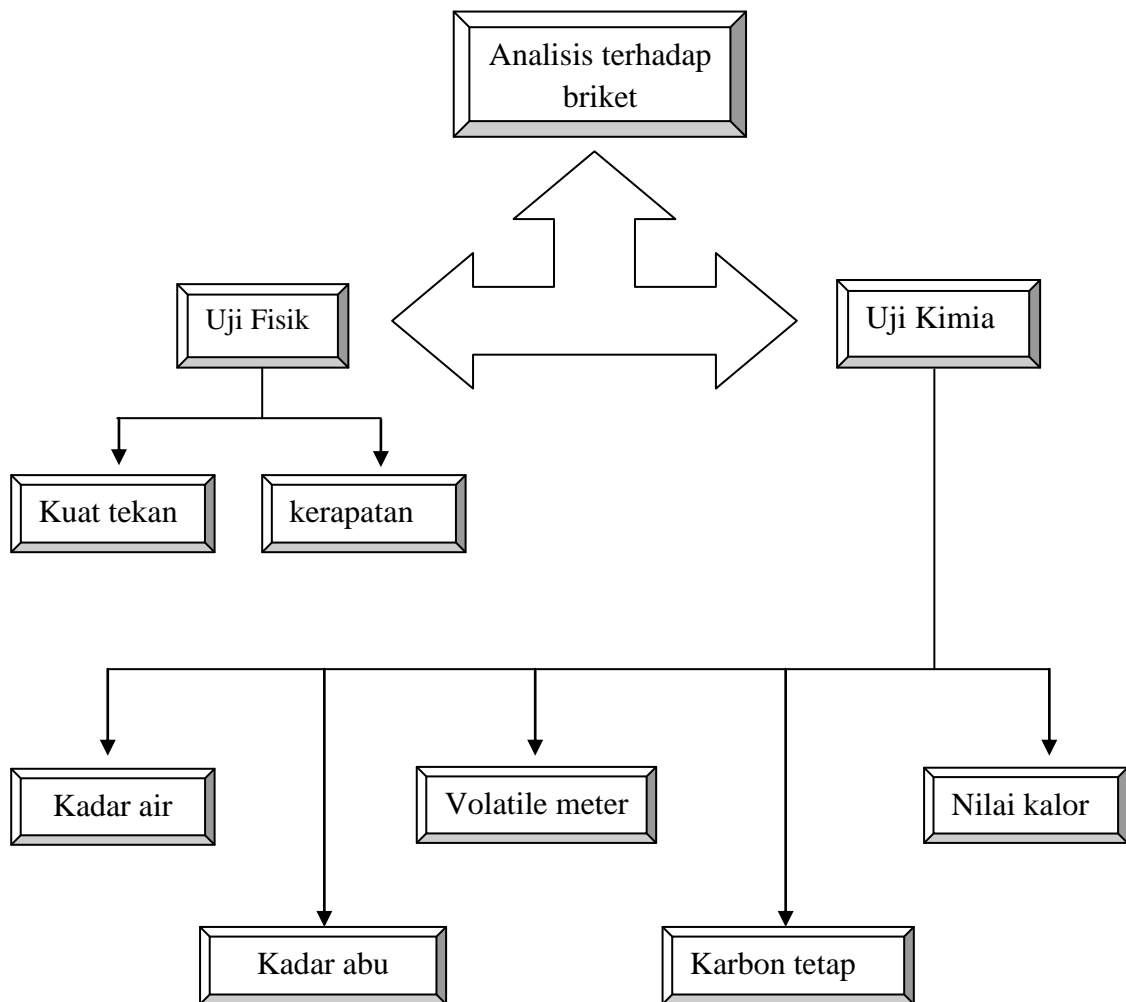 Analisis terhadap
briket
Uji Fisik
Uji Kimia
Kuat tekan
kerapatan
Kadar air
Volatile meter
Nilai kalor
Kadar abu
Karbon tetap